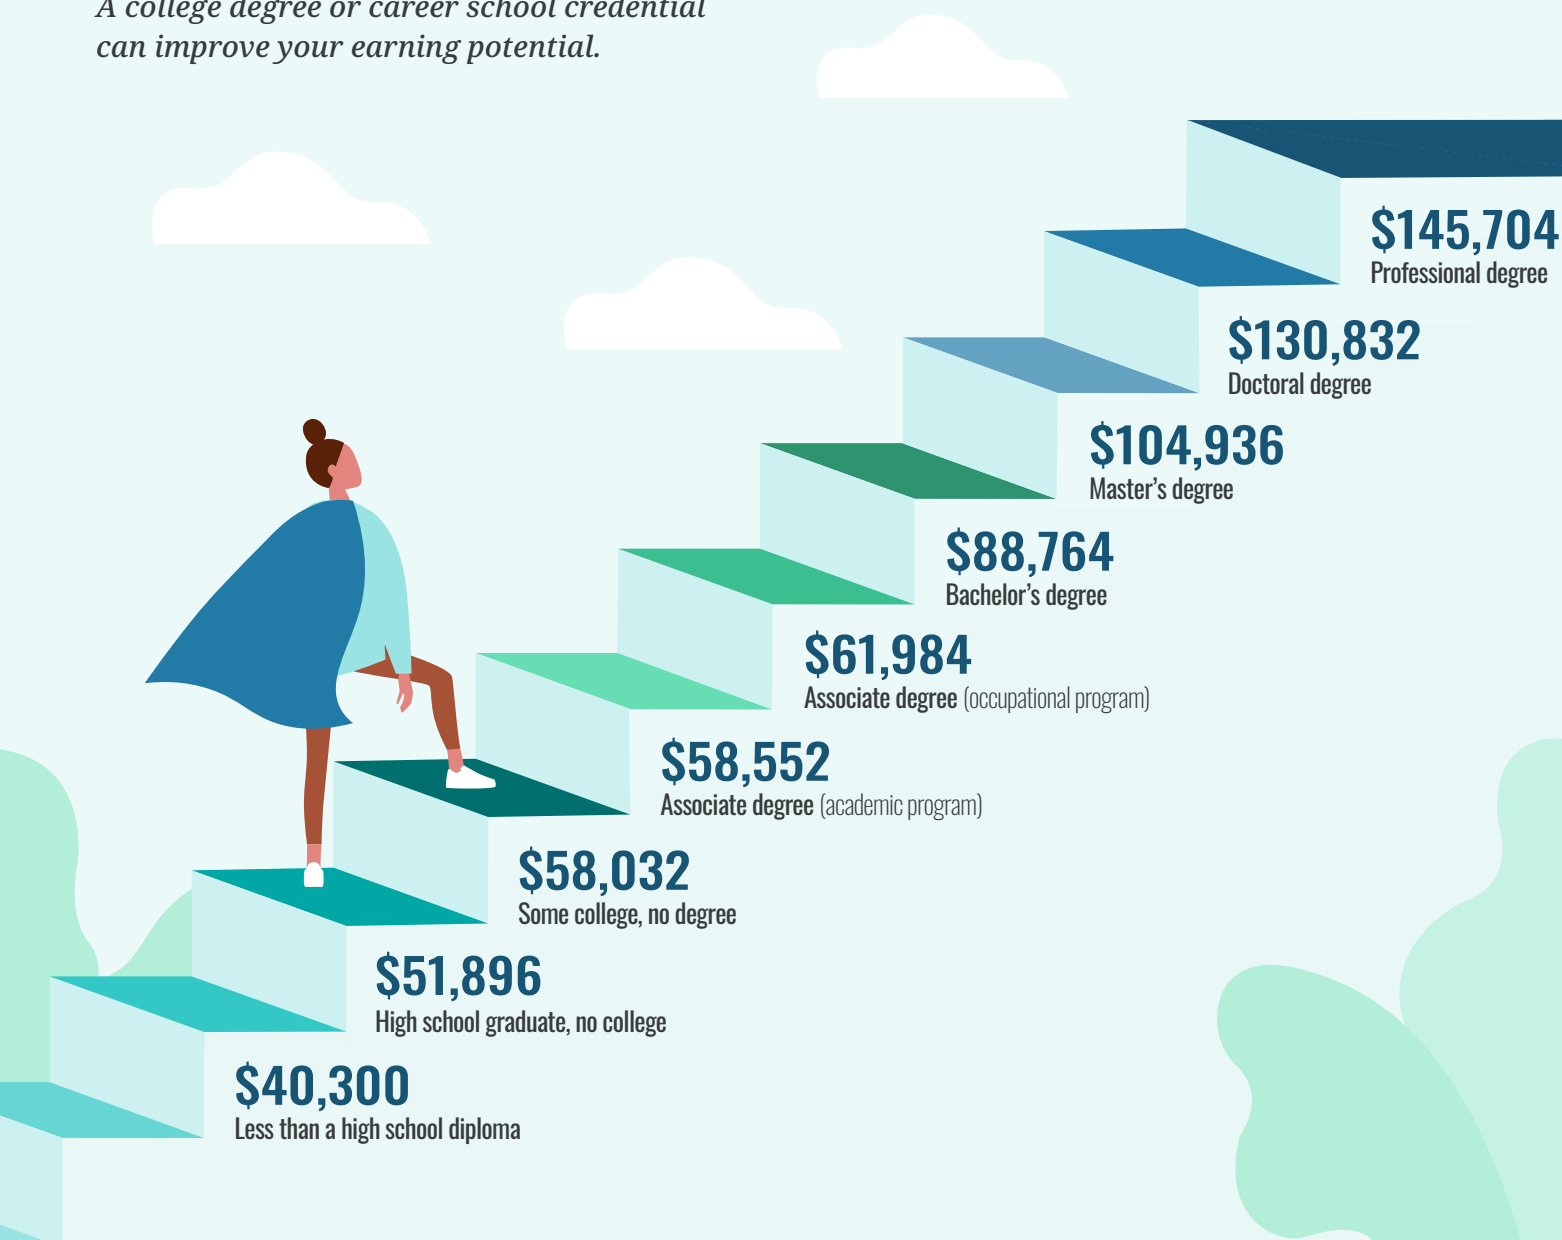 A college degree or career school credential
can improve your earning potential.
$145,704
Professional degree
$130,832
Doctoral degree
$104,936
Master’s degree
$88,764
Bachelor’s degree
$61,984
Associate degree (occupational program)
$58,552
Associate degree (academic program)
$58,032
Some college, no degree
$51,896
High school graduate, no college
$40,300
Less than a high school diploma